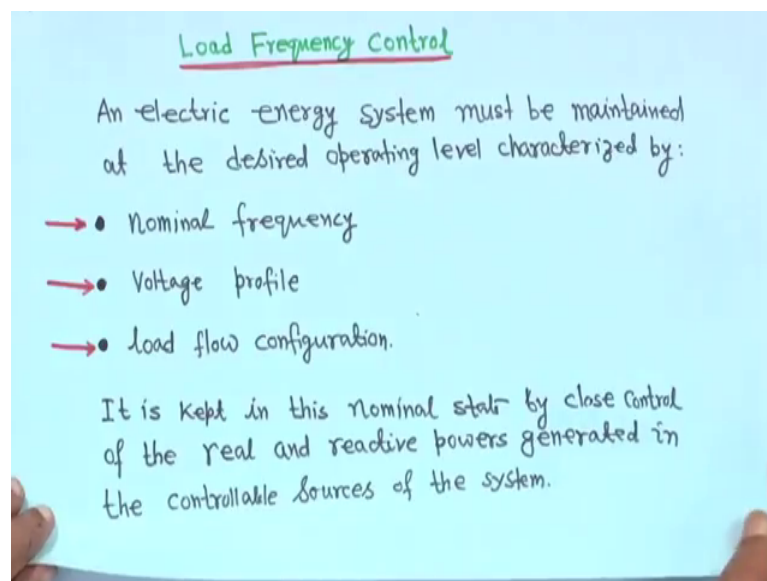 Load Frequency Control
An electric energy system must be maintained
at the desired operating level characterized by:
→ • nominal frequency
→ • Voltage profile
→ • load flow configuration.
It is kept in this nominal state by close control
of the real and reactive powers generated in
the controllable sources of the system.